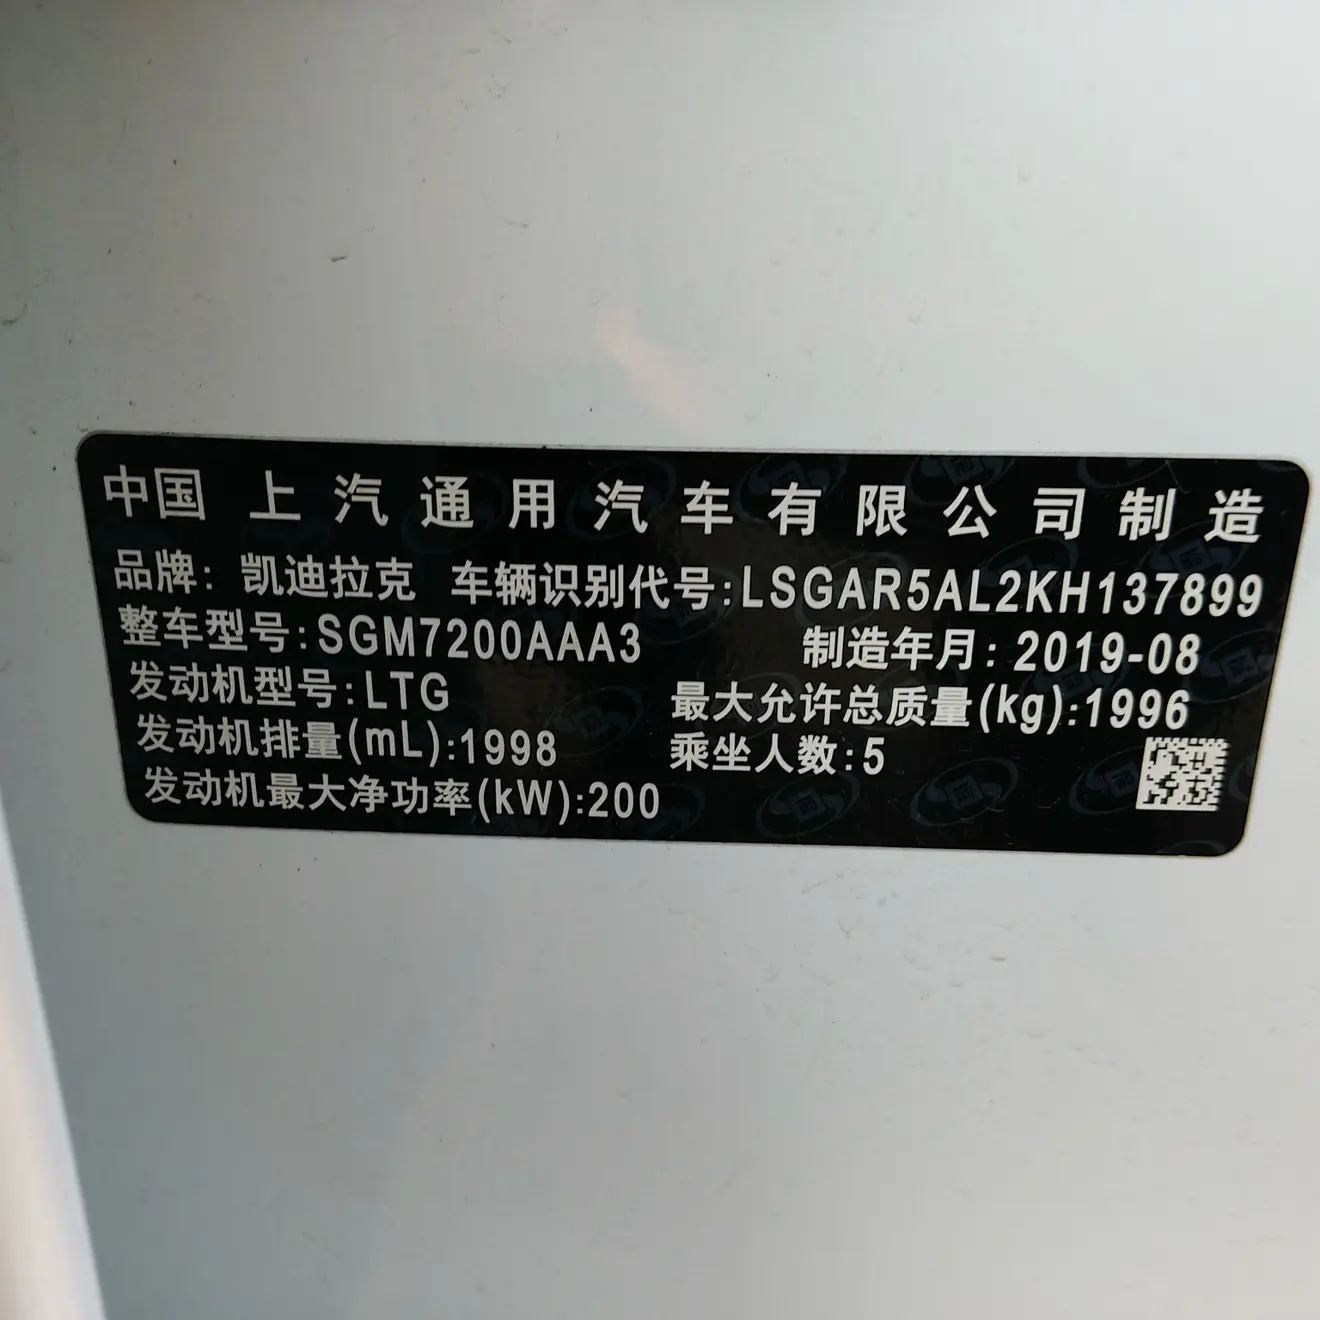 中国 上汽通用汽车有限公司制造
品牌: 凯迪拉克 车辆识别代号:LSGAR5AL2KH137899
整车型号:SGM7200AAA3 制造年月: 2019-08
发动机型号:LTG 最大允许总质量(kg):1996
发动机排量(mL):1998 乘坐人数:5
发动机最大净功率(kW):200